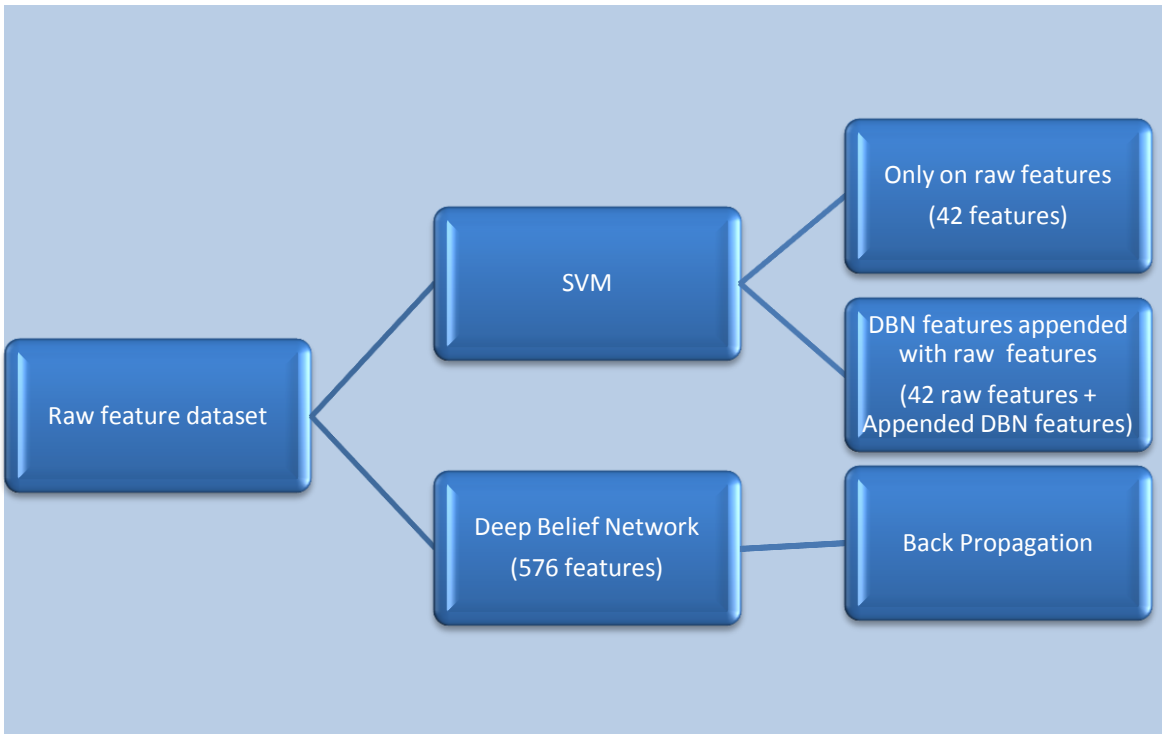 Raw feature dataset
SVM
Only on raw features
(42 features)
DBN features appended
with raw  features
(42 raw features +
Appended DBN features)
Deep Belief Network
(576 features)
Back Propagation